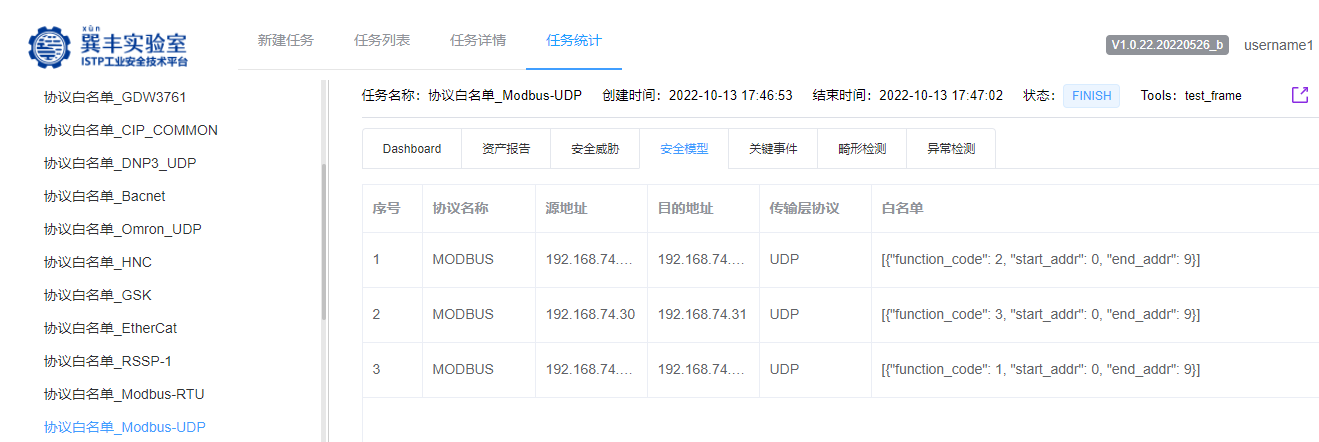 xùn
巽丰实验室
ISTP工业安全技术平台
新建任务 任务列表 任务详情 任务统计
V1.0.22.20220526_b username1
协议白名单_GDW3761
协议白名单_CIP_COMMON
协议白名单_DNP3_UDP
协议白名单_Bacnet
协议白名单_Omron_UDP
协议白名单_HNC
协议白名单_GSK
协议白名单_EtherCat
协议白名单_RSSP-1
协议白名单_Modbus-RTU
协议白名单_Modbus-UDP
任务名称：协议白名单_Modbus-UDP 创建时间：2022-10-13 17:46:53 结束时间：2022-10-13 17:47:02 状态： FINISH Tools：test_frame
Dashboard 资产报告 安全威胁 安全模型 关键事件 畸形检测 异常检测
序号 协议名称 源地址 目的地址 传输层协议 白名单
1 MODBUS 192.168.74.… 192.168.74.… UDP [{"function_code": 2, "start_addr": 0, "end_addr": 9}]
2 MODBUS 192.168.74.30 192.168.74.31 UDP [{"function_code": 3, "start_addr": 0, "end_addr": 9}]
3 MODBUS 192.168.74.… 192.168.74.… UDP [{"function_code": 1, "start_addr": 0, "end_addr": 9}]